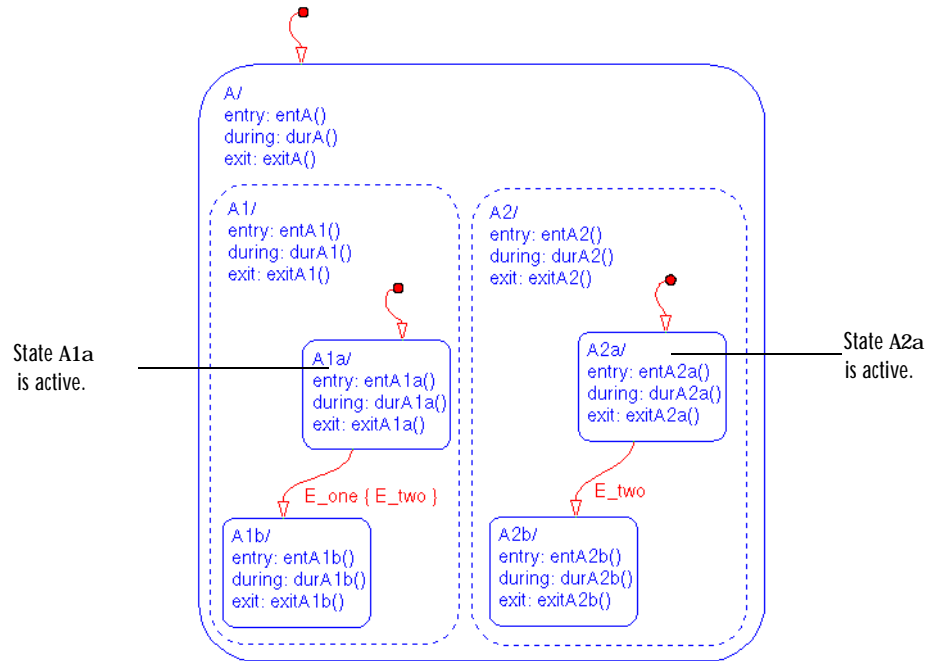 A/
entry: entA()
during: durA()
exit: exitA()
A1/
entry: entA1()
during: durA1()
exit: exitA1()
A2/
entry: entA2()
during: durA2()
exit: exitA2()
State A1a
is active.
A1a/
entry: entA1a()
during: durA1a()
exit: exitA1a()
A2a/
entry: entA2a()
during: durA2a()
exit: exitA2a()
State A2a
is active.
E_one { E_two }
E_two
A1b/
entry: entA1b()
during: durA1b()
exit: exitA1b()
A2b/
entry: entA2b()
during: durA2b()
exit: exitA2b()